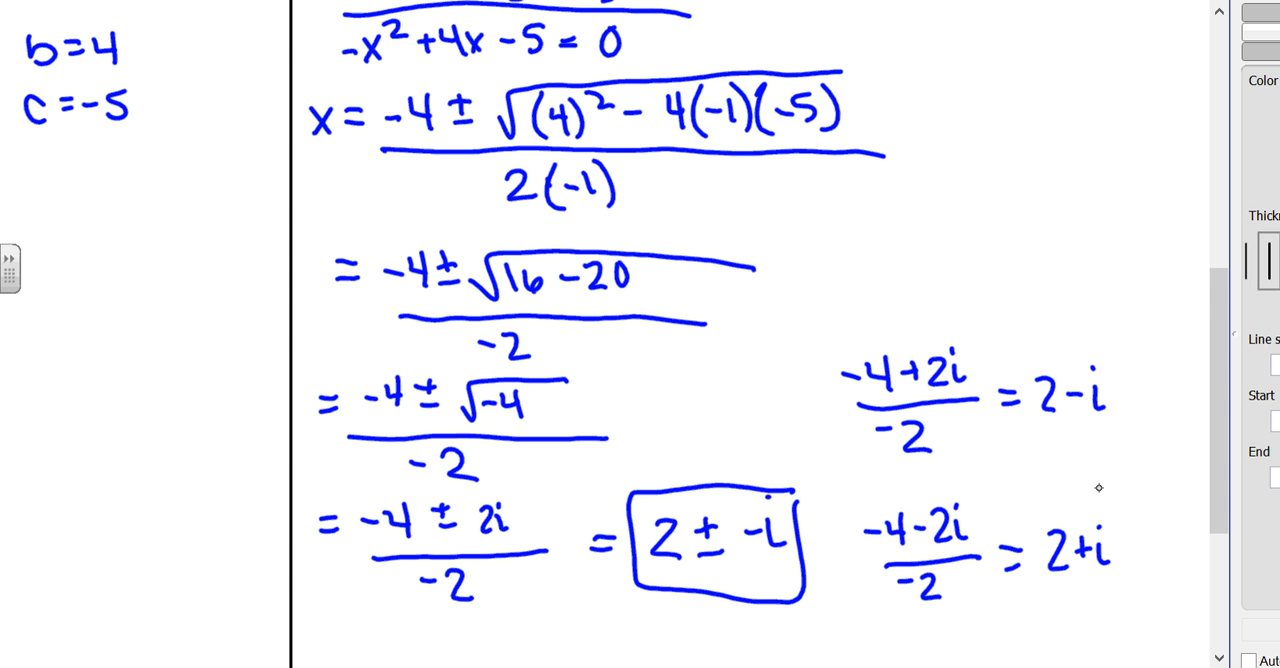 b=4
c=-5
-x²+4x-5=0
x= -4 ± √(4)²-4(-1)(-5)
2(-1)
= -4 ± √16-20
-2
= -4 ± √-4
-2
= -4 ± 2i
-2
= 2 ± -i
-4+2i
-2
= 2-i
-4-2i
-2
= 2+i
Color
Thick
Line s
Start
End
Aut